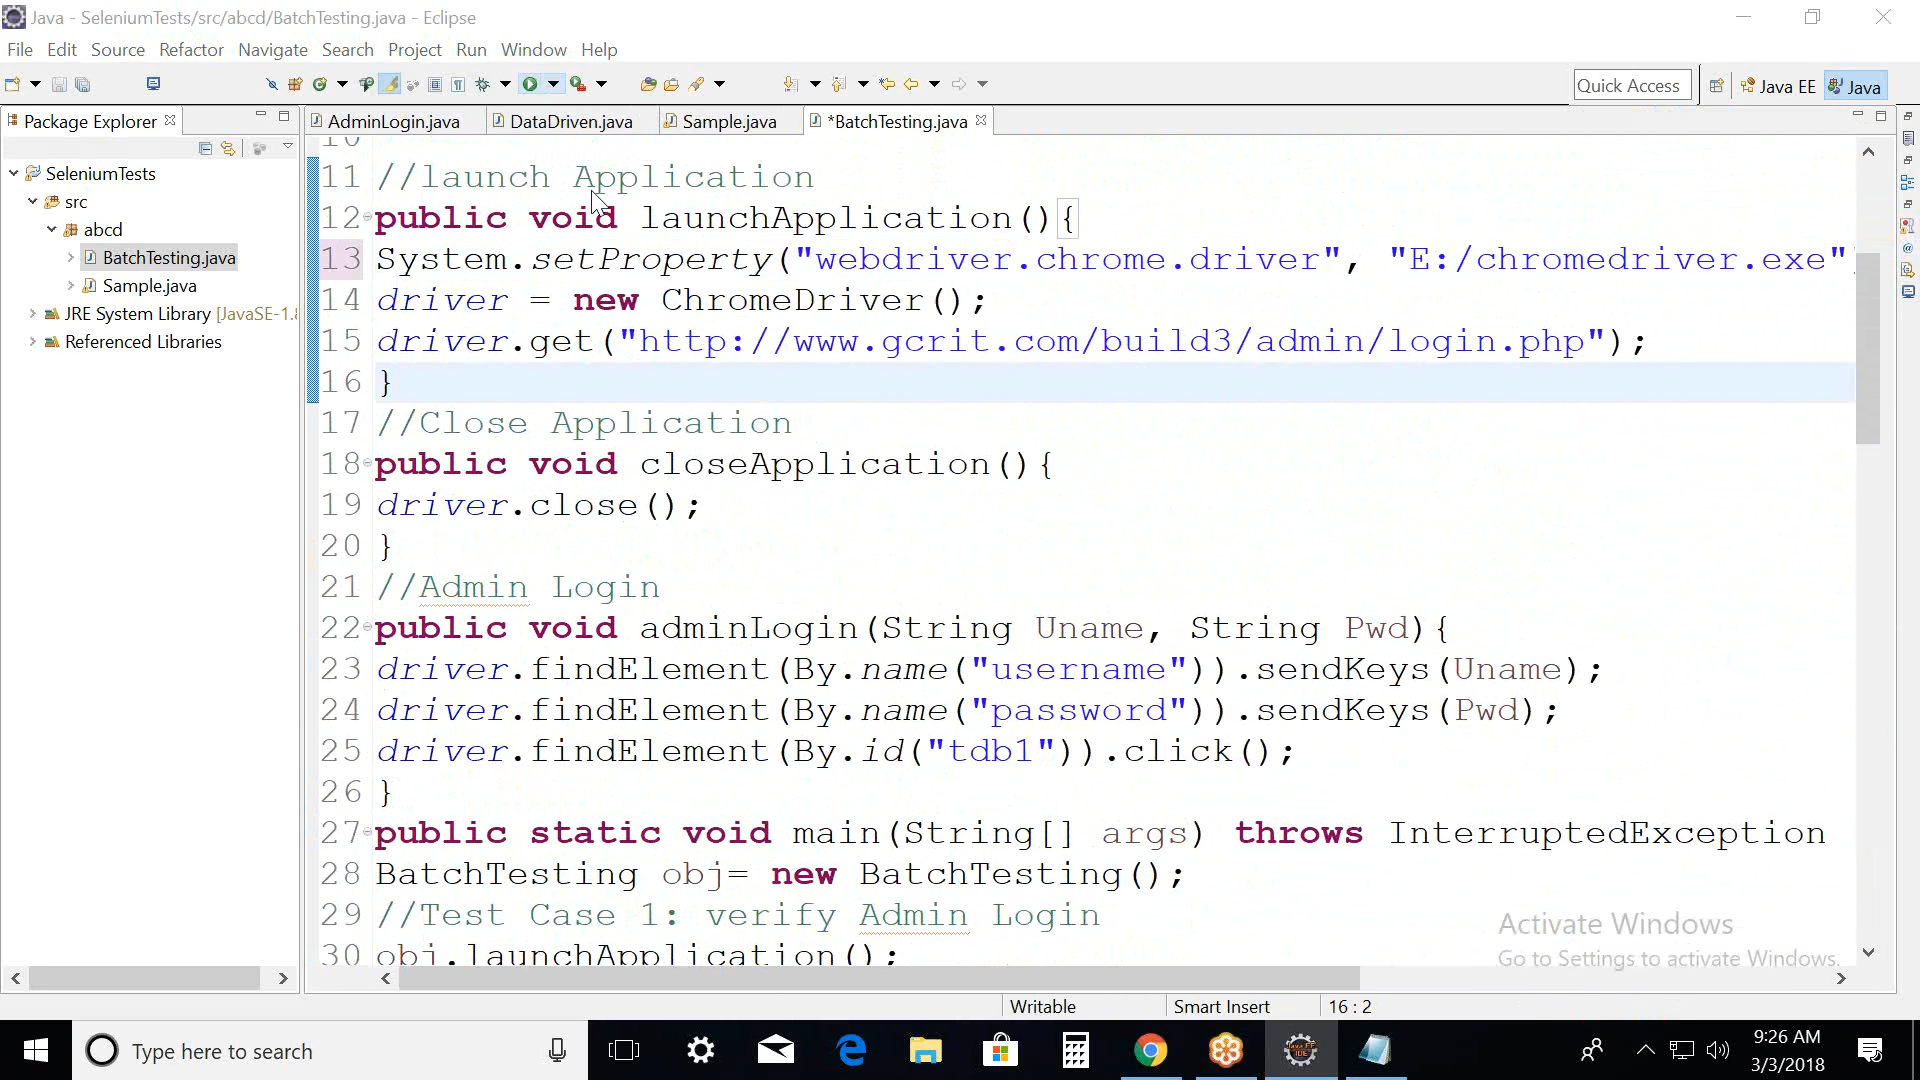 Java - SeleniumTests/src/abcd/BatchTesting.java - Eclipse
File Edit Source Refactor Navigate Search Project Run Window Help
Quick Access
Java EE
Java
Package Explorer
AdminLogin.java
DataDriven.java
Sample.java
*BatchTesting.java
SeleniumTests
src
abcd
BatchTesting.java
Sample.java
JRE System Library [JavaSE-1.8
Referenced Libraries
10
11 //launch Application
12 public void launchApplication(){
13 System.setProperty("webdriver.chrome.driver", "E:/chromedriver.exe"
14 driver = new ChromeDriver();
15 driver.get("http://www.gcrit.com/build3/admin/login.php");
16 }
17 //Close Application
18 public void closeApplication(){
19 driver.close();
20 }
21 //Admin Login
22 public void adminLogin(String Uname, String Pwd){
23 driver.findElement(By.name("username")).sendKeys(Uname);
24 driver.findElement(By.name("password")).sendKeys(Pwd);
25 driver.findElement(By.id("tdb1")).click();
26 }
27 public static void main(String[] args) throws InterruptedException
28 BatchTesting obj= new BatchTesting();
29 //Test Case 1: verify Admin Login
30 obj.launchApplication();
Activate Windows
Go to Settings to activate Windows.
Writable
Smart Insert
16 : 2
Type here to search
9:26 AM
3/3/2018